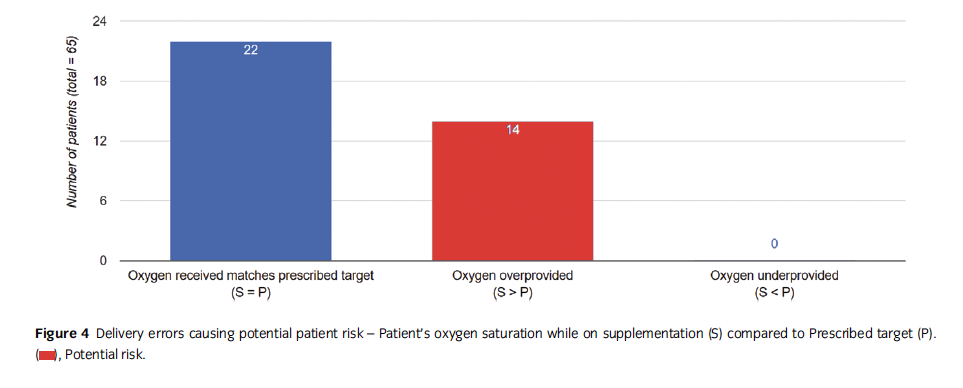 24
22
18
14
12
6
0
0
Number of patients (total = 65)
Oxygen received matches prescribed target
(S = P)
Oxygen overprovided
(S > P)
Oxygen underprovided
(S < P)
Figure 4 Delivery errors causing potential patient risk – Patient's oxygen saturation while on supplementation (S) compared to Prescribed target (P).
( ), Potential risk.